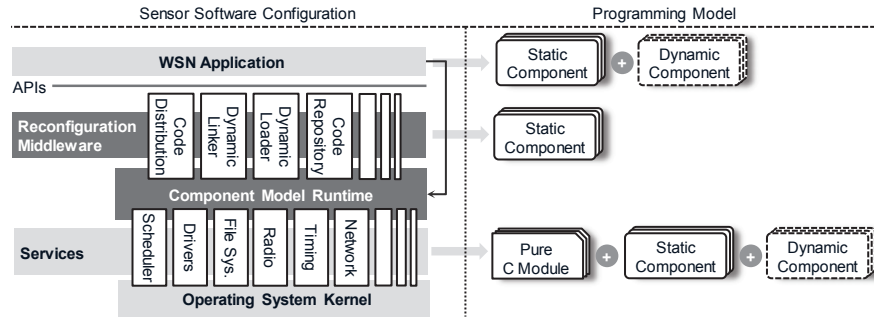 Sensor Software Configuration
Programming Model
WSN Application
Static
Component
+
Dynamic
Component
APIs
Reconfiguration
Middleware
Code
Distribution
Dynamic
Linker
Dynamic
Loader
Code
Repository
Static
Component
Component Model Runtime
Services
Scheduler
Drivers
File Sys.
Radio
Timing
Network
Pure
C Module
+
Static
Component
+
Dynamic
Component
Operating System Kernel